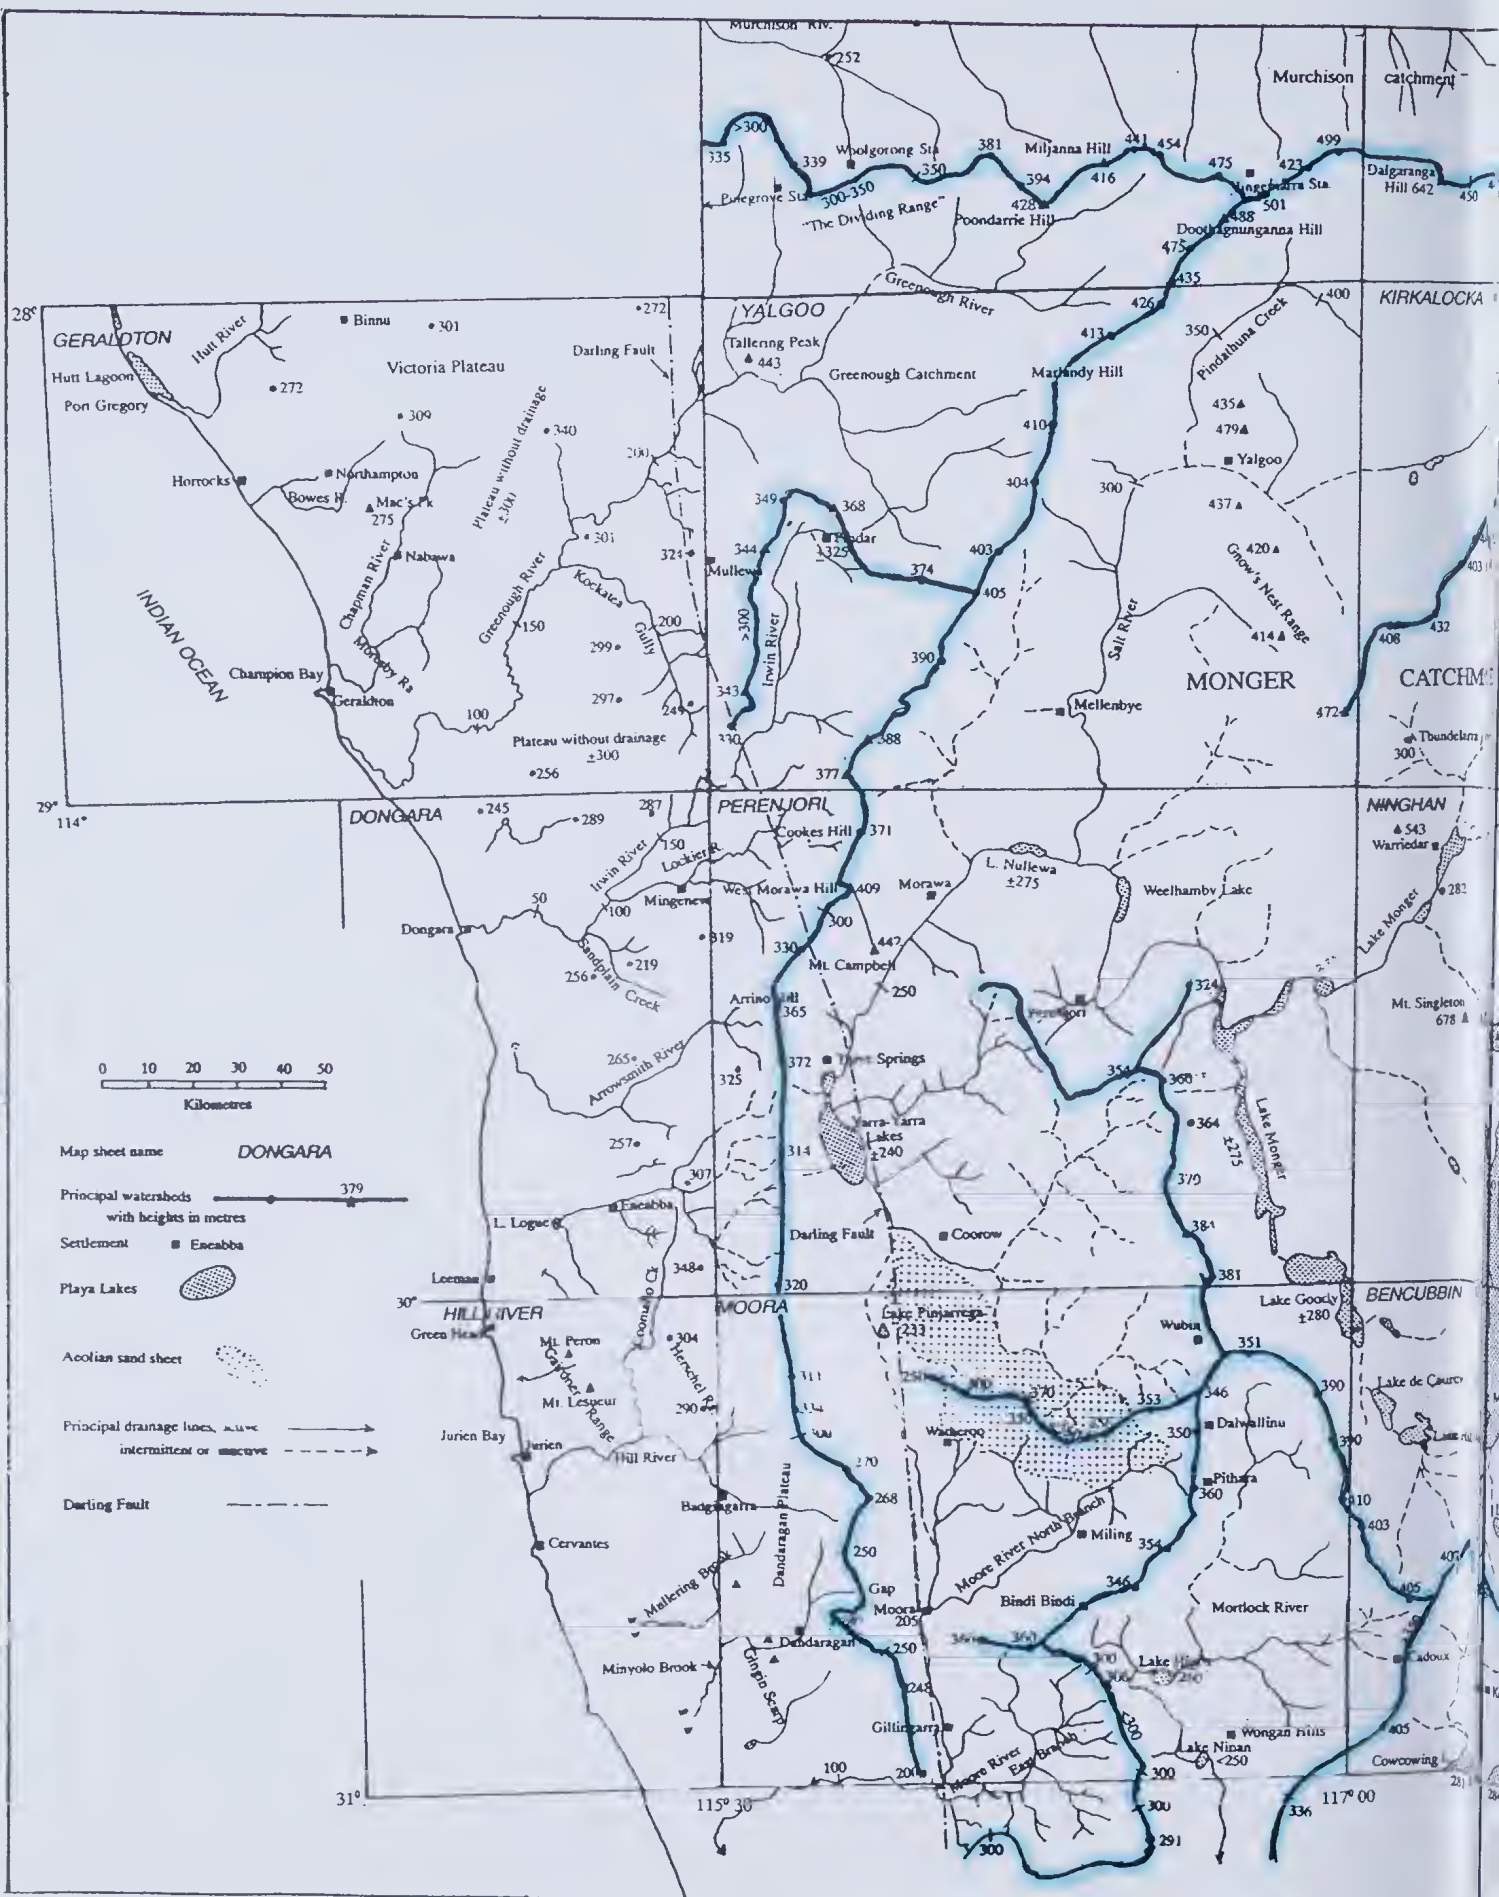 Murchison Riv.
252
Murchison catchment
>300
335
339
Woolgorong Sta
350
381
Miljanna Hill
441
454
475
423
499
394
416
Dalgaranga
Hill 642
450
Pinegrove Sta
300-350
"The Dividing Range"
428
Poondarrie Hill
501
488
Doothagnunganna Hill
475
435
Greenough River
426
400
28°
GERALDTON
Hutt River
Binnu
301
272
YALGOO
KIRKALOCKA
Hutt Lagoon
Port Gregory
272
Victoria Plateau
Darling Fault
Tallering Peak
443
413
350
Pindathuna Creek
Greenough Catchment
Marlandy Hill
309
340
Plateau without drainage
±300
435
410
479
Yalgoo
200
Horrocks
Northampton
Bowes R.
Mac's Pk
275
404
300
437
349
368
301
Nabawa
324
344
Pindar
±325
403
420
Gnow's Nest Range
403
Mullewa
374
405
Chapman River
Greenough River
Kockatea
Gully
INDIAN OCEAN
150
200
299
>300
Irwin River
Salt River
414
408
432
Moresby Ra
390
Champion Bay
Geraldton
343
297
MONGER
CATCHM
100
330
388
Mellenbye
472
Thundelarra
300
Plateau without drainage
±300
256
377
29°
114°
DONGARA
245
289
287
PERENJORI
NINGHAN
Cookes Hill
371
543
Warriedar
150
Irwin River
Lockier R.
L. Nullewa
±275
Weelhamby Lake
Mingenew
West Morawa Hill
409
Morawa
282
50
100
300
Lake Monger
Dongara
319
330
442
Mt. Campbell
Sandplain Creek
219
256
250
Arrino Hill
365
324
Perenjori
Mt. Singleton
678
0 10 20 30 40 50
Kilometres
265
Arrowsmith River
372
Three Springs
325
354
360
364
Yarra-Yarra
Lakes
±240
Lake Monger
±275
257
314
Map sheet name DONGARA
307
370
Principal watersheds 379
with heights in metres
Eneabba
L. Logue
Darling Fault
Coorow
384
Settlement Eneabba
348
Leeman
320
381
Playa Lakes
30°
HILL RIVER
MOORA
Lake Goody
±280
BENCUBBIN
Green Head
Lake Pinjarrega
233
Mt. Peron
304
Wubin
351
Aeolian sand sheet
Gairdner Range
Herschel R
Mt. Lesueur
290
311
250
300
370
353
346
390
Principal drainage lines, active
intermittent or inactive
Jurien Bay
Jurien
Hill River
300
Watheroo
350
Dalwallinu
390
270
Pithara
360
Darling Fault
268
Badgingarra
410
403
Dandaragan Plateau
Moore River North Branch
Miling
354
Cervantes
250
Mullering Brook
Gap
Moora
205
346
Bindi Bindi
Mortlock River
405
Dandaragan
250
360
360
Minyolo Brook
Gingin Scarp
300
306
Cadoux
248
Gillingarra
<300
Wongan Hills
405
Lake Ninan
<250
Cowcowing
100
200
Moore River
East Branch
300
281
31°
115° 30
300
336
117° 00
300
291